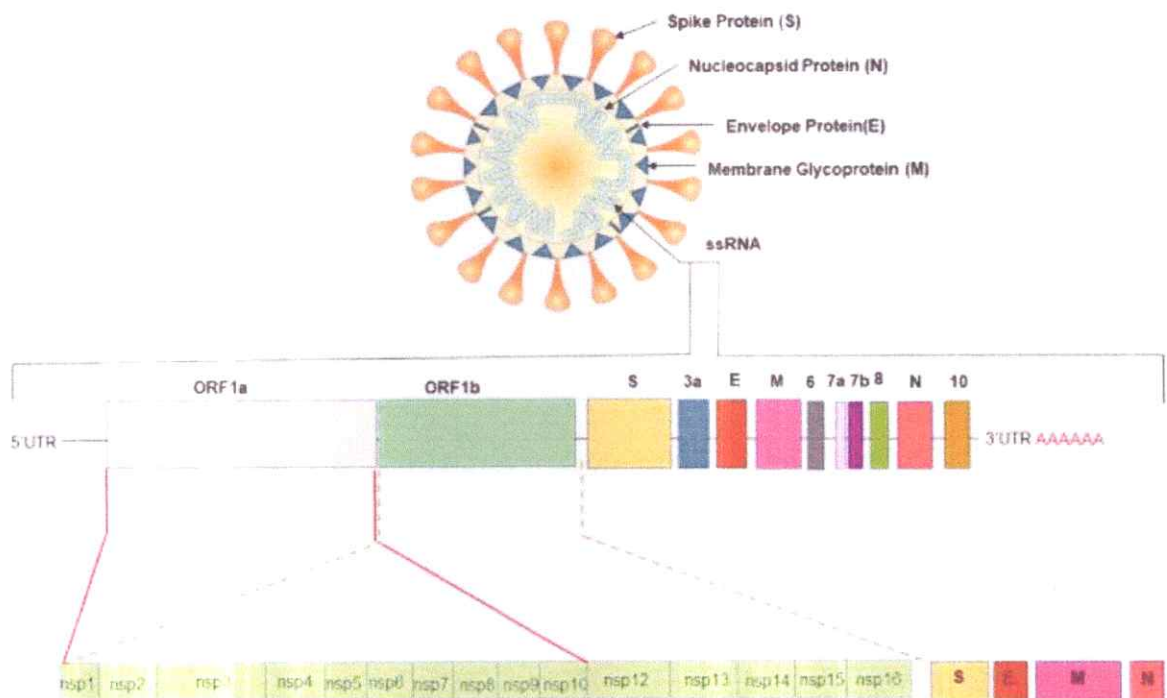 Spike Protein (S)
Nucleocapsid Protein (N)
Envelope Protein(E)
Membrane Glycoprotein (M)
ssRNA
ORF1a ORF1b S 3a E M 6 7a 7b 8 N 10
5'UTR 3'UTR AAAAAA
nsp1 nsp2 nsp3 nsp4 nsp5 nsp6 nsp7 nsp8 nsp9 nsp10 nsp12 nsp13 nsp14 nsp15 nsp16 S E M N